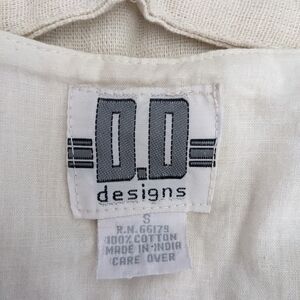 D.D
designs
S
R.N. 66179
100% COTTON
MADE IN INDIA
CARE OVER